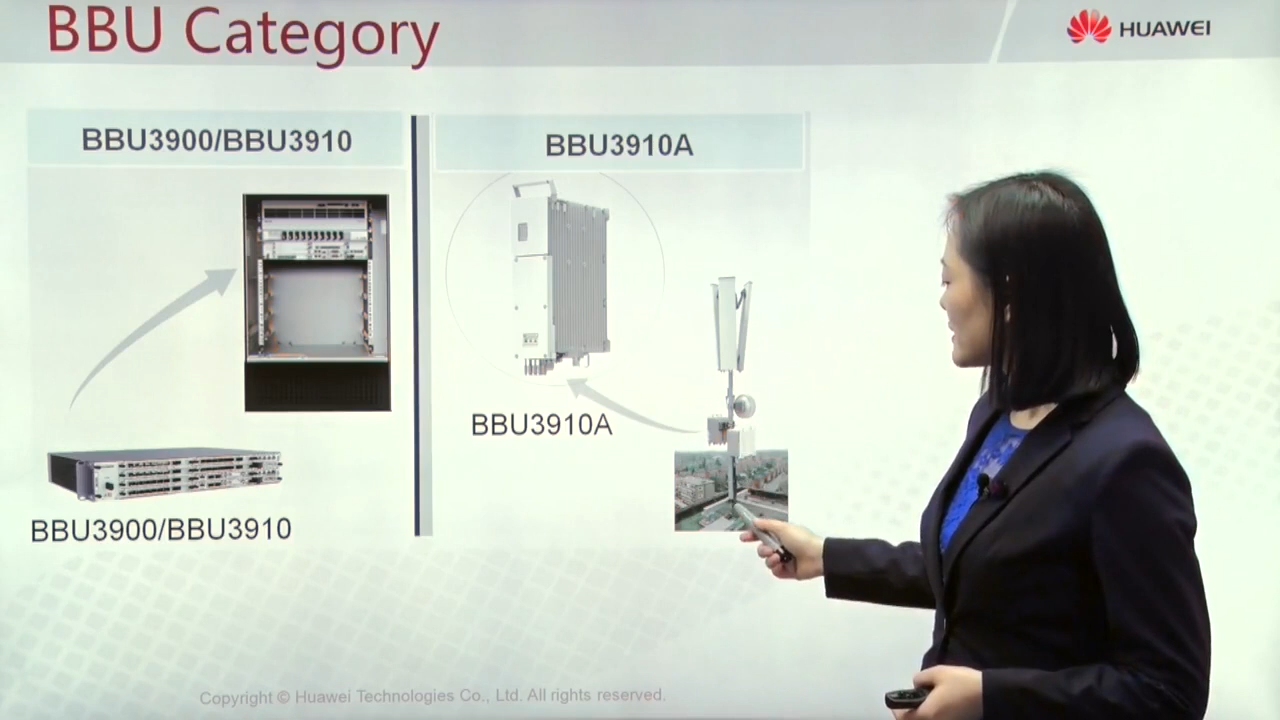 BBU Category
HUAWEI
BBU3900/BBU3910
BBU3910A
BBU3910A
BBU3900/BBU3910
Copyright © Huawei Technologies Co., Ltd. All rights reserved.